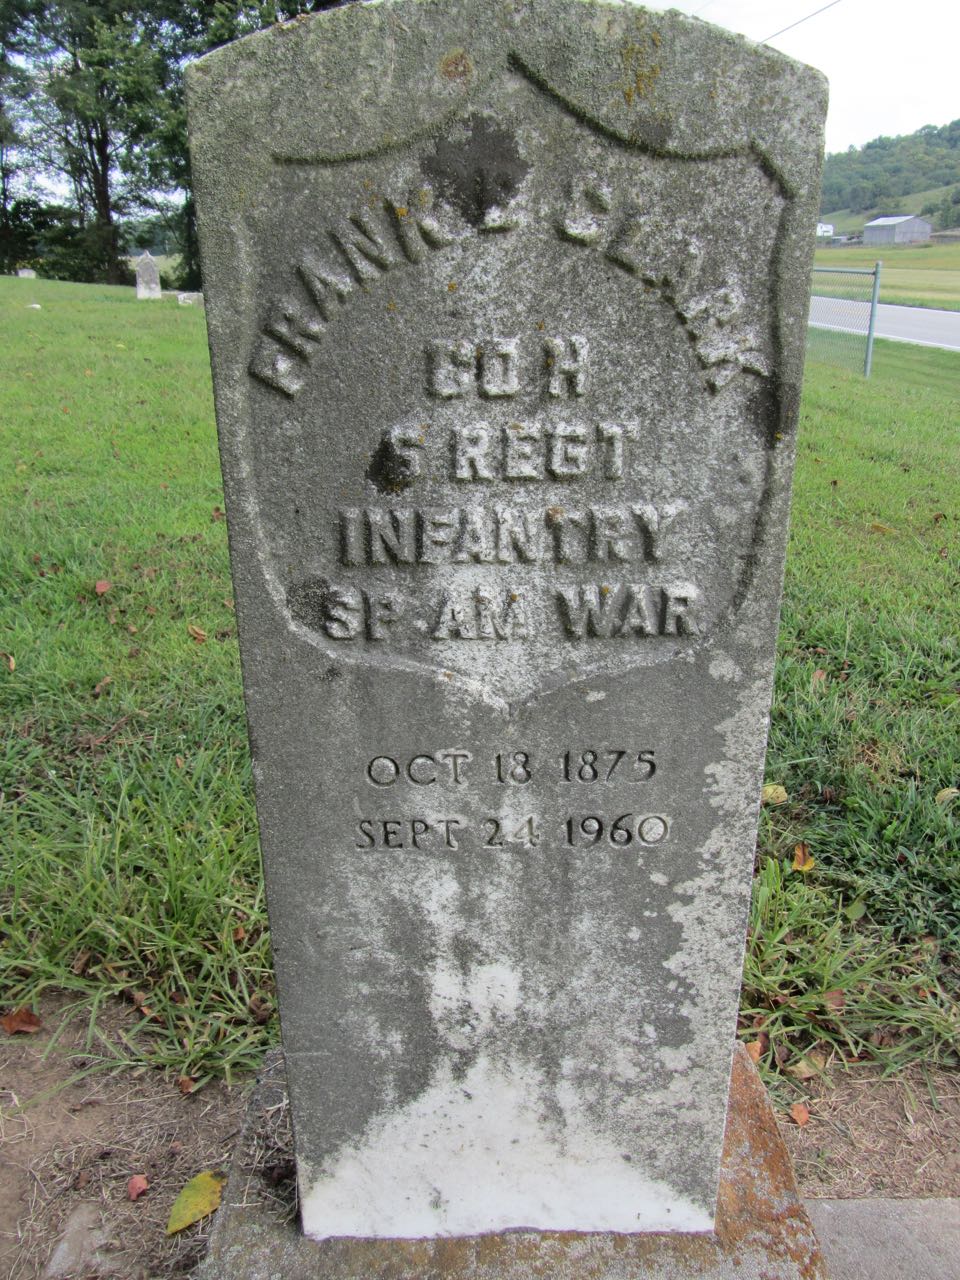 FRANK L CLARK
CO H
5 REGT
INFANTRY
SP·AM WAR
OCT 18 1875
SEPT 24 1960